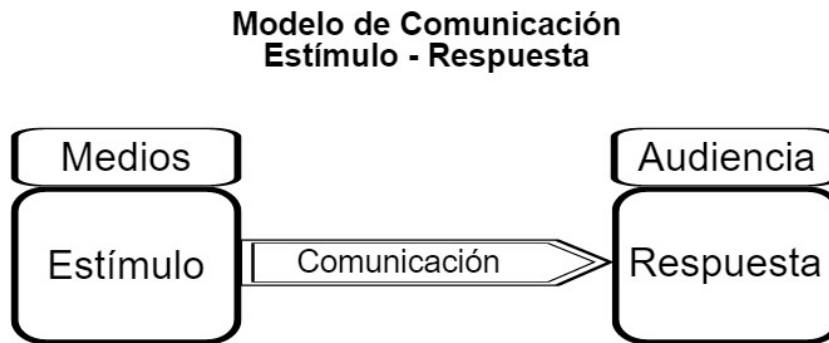 Modelo de Comunicación
Estímulo - Respuesta
Medios
Audiencia
Estímulo
Comunicación
Respuesta